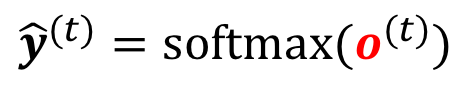 ŷ⁽ᵗ⁾ = softmax(o⁽ᵗ⁾)